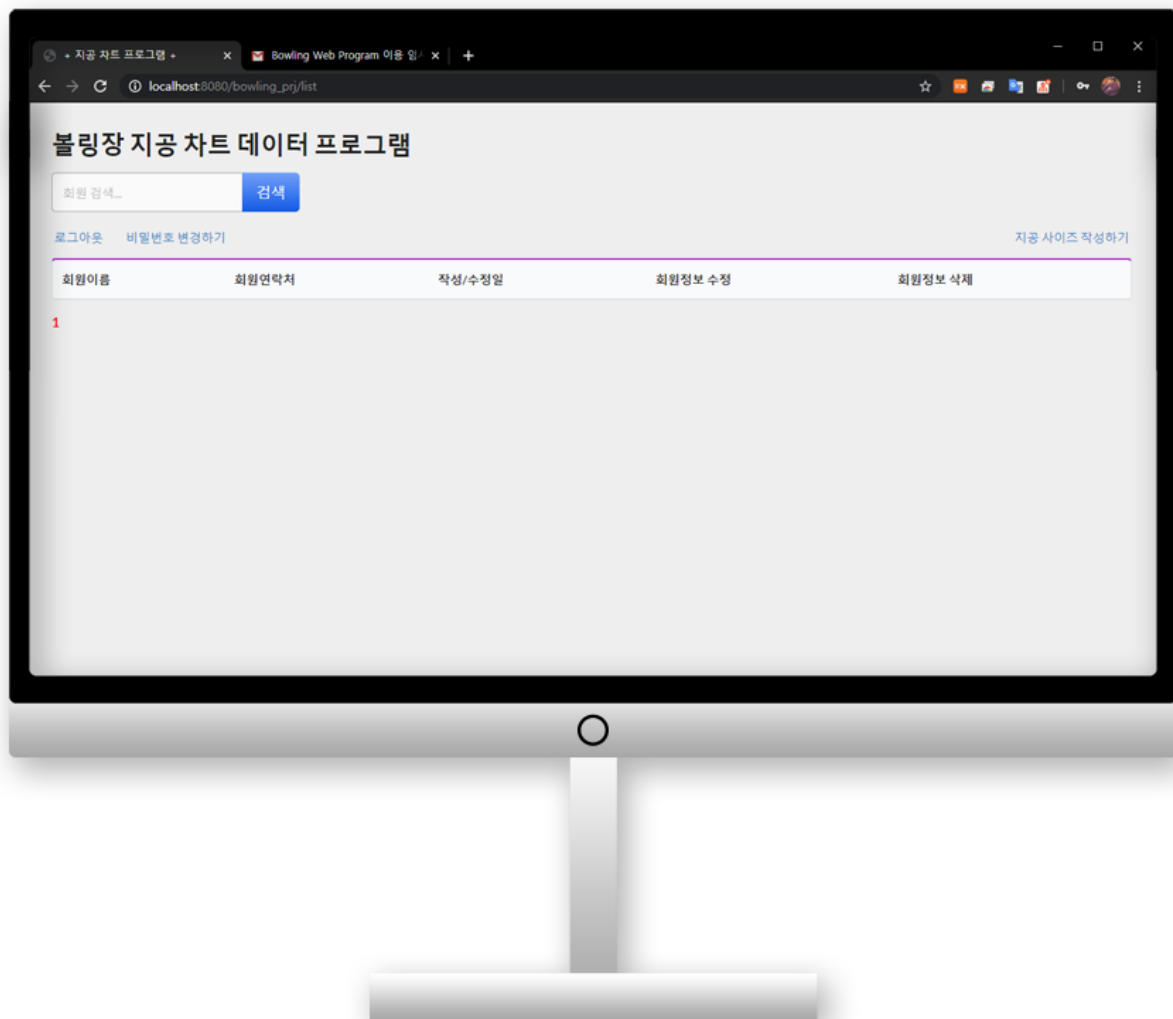 + 지공 차트 프로그램 +
Bowling Web Program 이용
localhost:8080/bowling_prj/list
볼링장 지공 차트 데이터 프로그램
회원 검색... 검색
로그아웃 비밀번호 변경하기 지공 사이즈 작성하기
회원이름 회원연락처 작성/수정일 회원정보 수정 회원정보 삭제
1